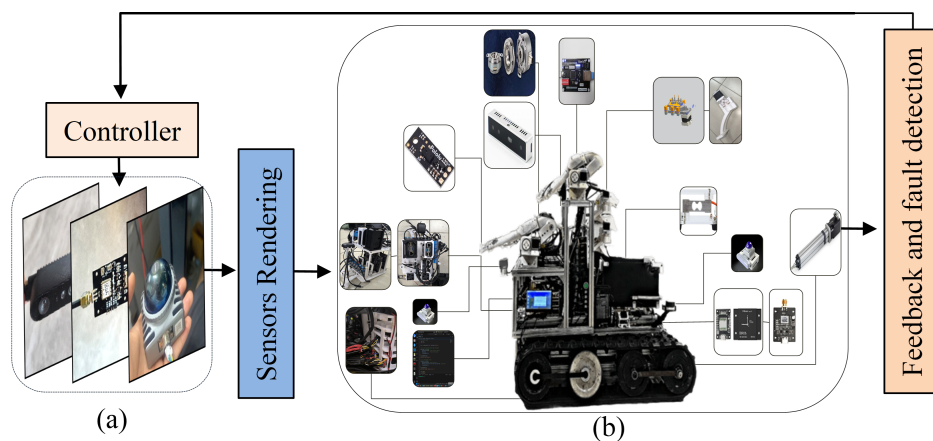 Controller
Sensors Rendering
Feedback and fault detection
(a)
(b)